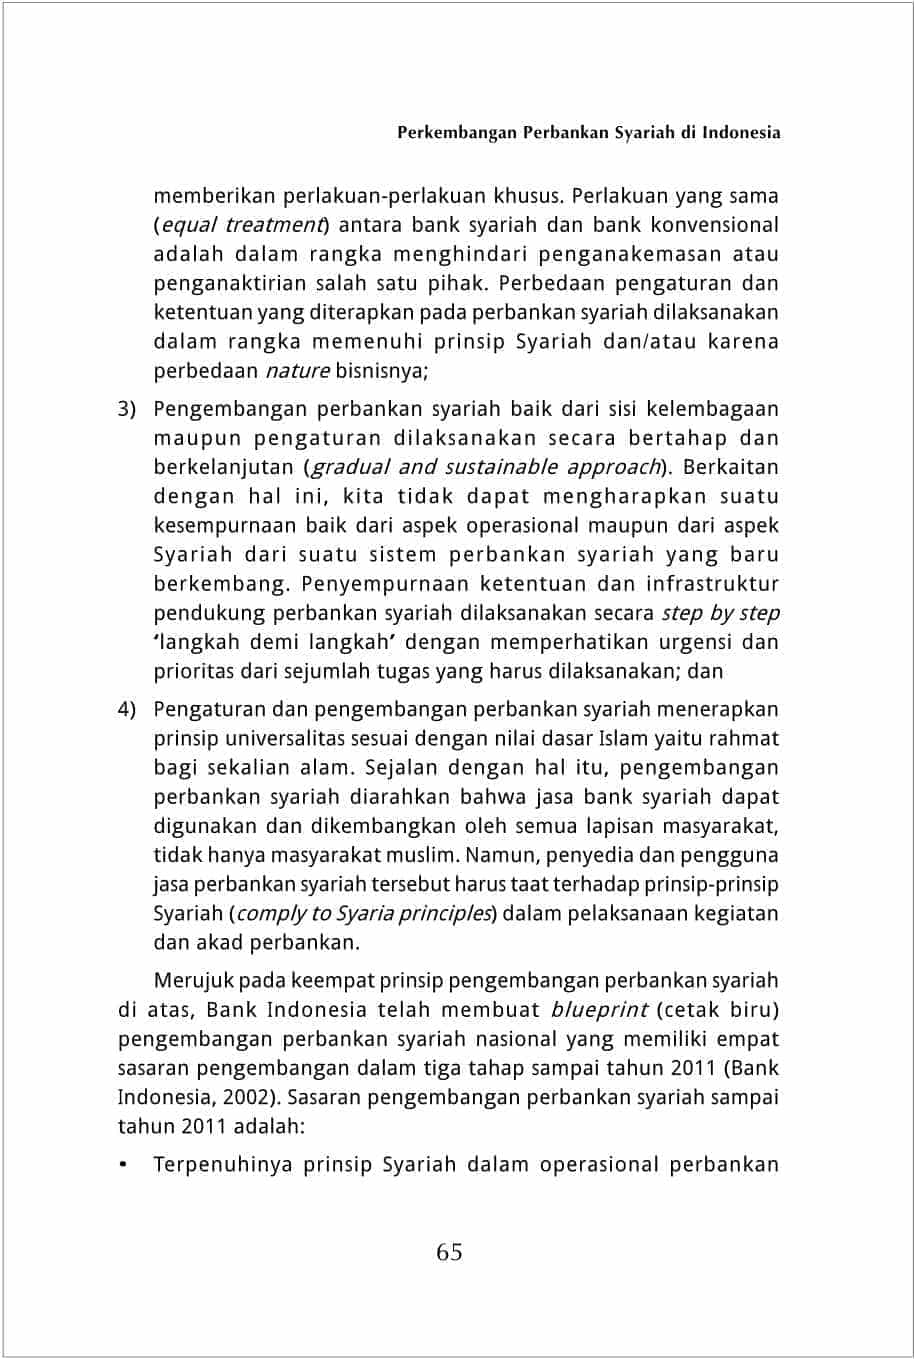 Perkembangan Perbankan Syariah di Indonesia
memberikan perlakuan-perlakuan khusus. Perlakuan yang sama
(equal treatment) antara bank syariah dan bank konvensional
adalah dalam rangka menghindari penganakemasan atau
penganaktirian salah satu pihak. Perbedaan pengaturan dan
ketentuan yang diterapkan pada perbankan syariah dilaksanakan
dalam rangka memenuhi prinsip Syariah dan/atau karena
perbedaan nature bisnisnya;
3) Pengembangan perbankan syariah baik dari sisi kelembagaan
maupun pengaturan dilaksanakan secara bertahap dan
berkelanjutan (gradual and sustainable approach). Berkaitan
dengan hal ini, kita tidak dapat mengharapkan suatu
kesempurnaan baik dari aspek operasional maupun dari aspek
Syariah dari suatu sistem perbankan syariah yang baru
berkembang. Penyempurnaan ketentuan dan infrastruktur
pendukung perbankan syariah dilaksanakan secara step by step
‘langkah demi langkah’ dengan memperhatikan urgensi dan
prioritas dari sejumlah tugas yang harus dilaksanakan; dan
4) Pengaturan dan pengembangan perbankan syariah menerapkan
prinsip universalitas sesuai dengan nilai dasar Islam yaitu rahmat
bagi sekalian alam. Sejalan dengan hal itu, pengembangan
perbankan syariah diarahkan bahwa jasa bank syariah dapat
digunakan dan dikembangkan oleh semua lapisan masyarakat,
tidak hanya masyarakat muslim. Namun, penyedia dan pengguna
jasa perbankan syariah tersebut harus taat terhadap prinsip-prinsip
Syariah (comply to Syaria principles) dalam pelaksanaan kegiatan
dan akad perbankan.
Merujuk pada keempat prinsip pengembangan perbankan syariah
di atas, Bank Indonesia telah membuat blueprint (cetak biru)
pengembangan perbankan syariah nasional yang memiliki empat
sasaran pengembangan dalam tiga tahap sampai tahun 2011 (Bank
Indonesia, 2002). Sasaran pengembangan perbankan syariah sampai
tahun 2011 adalah:
• Terpenuhinya prinsip Syariah dalam operasional perbankan
65